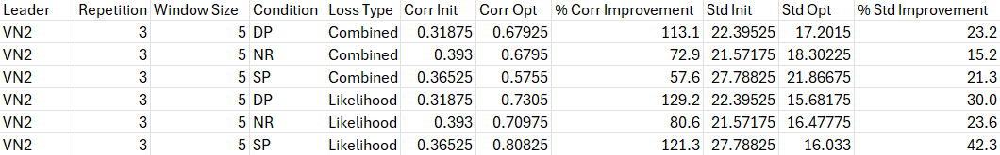 Leader Repetition Window Size Condition Loss Type Corr Init Corr Opt % Corr Improvement Std Init Std Opt % Std Improvement
VN2 3 5 DP Combined 0.31875 0.67925 113.1 22.39525 17.2015 23.2
VN2 3 5 NR Combined 0.393 0.6795 72.9 21.57175 18.30225 15.2
VN2 3 5 SP Combined 0.36525 0.5755 57.6 27.78825 21.86675 21.3
VN2 3 5 DP Likelihood 0.31875 0.7305 129.2 22.39525 15.68175 30.0
VN2 3 5 NR Likelihood 0.393 0.70975 80.6 21.57175 16.47775 23.6
VN2 3 5 SP Likelihood 0.36525 0.80825 121.3 27.78825 16.033 42.3